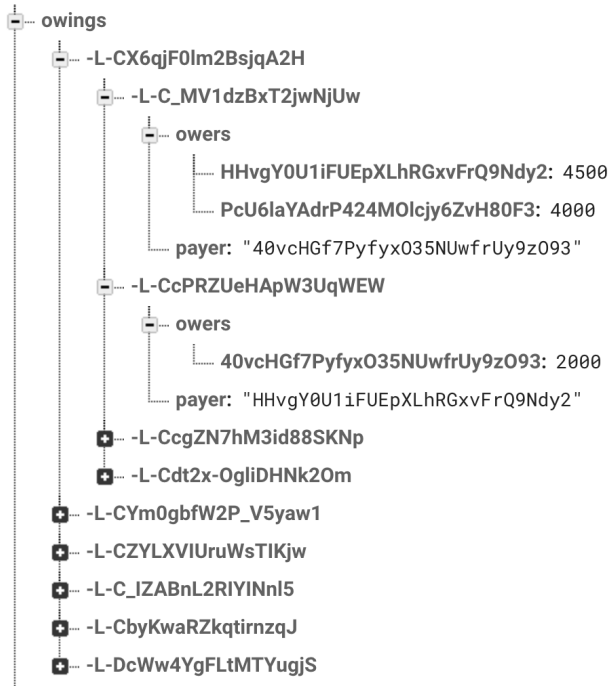 owings
-L-CX6qjF0lm2BsjqA2H
-L-C_MV1dzBxT2jwNjUw
owers
HHvgY0U1iFUEpXLhRGxvFrQ9Ndy2: 4500
PcU6laYAdrP424MOlcjy6ZvH80F3: 4000
payer: "40vcHGf7PyfyxO35NUwfrUy9zO93"
-L-CcPRZUeHApW3UqWEW
owers
40vcHGf7PyfyxO35NUwfrUy9zO93: 2000
payer: "HHvgY0U1iFUEpXLhRGxvFrQ9Ndy2"
-L-CcgZN7hM3id88SKNp
-L-Cdt2x-OgliDHNk2Om
-L-CYm0gbfW2P_V5yaw1
-L-CZYLXVIUruWsTIKjw
-L-C_IZABnL2RIYINnl5
-L-CbyKwaRZkqtirnzqJ
-L-DcWw4YgFLtMTYugjS